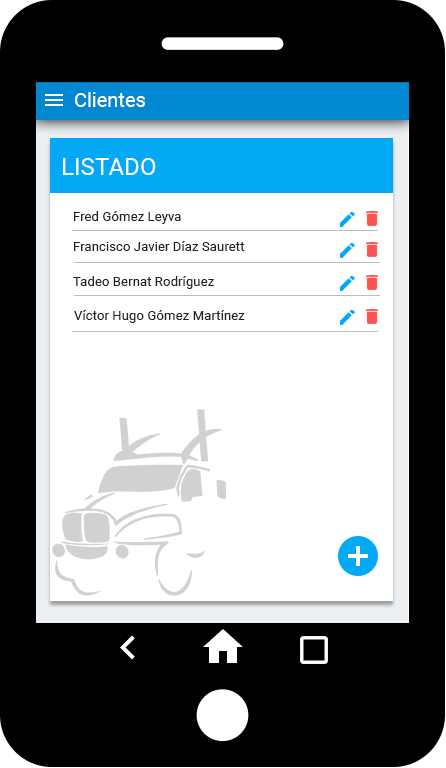 Clientes
LISTADO
Fred Gómez Leyva
Francisco Javier Díaz Saurett
Tadeo Bernat Rodríguez
Víctor Hugo Gómez Martínez